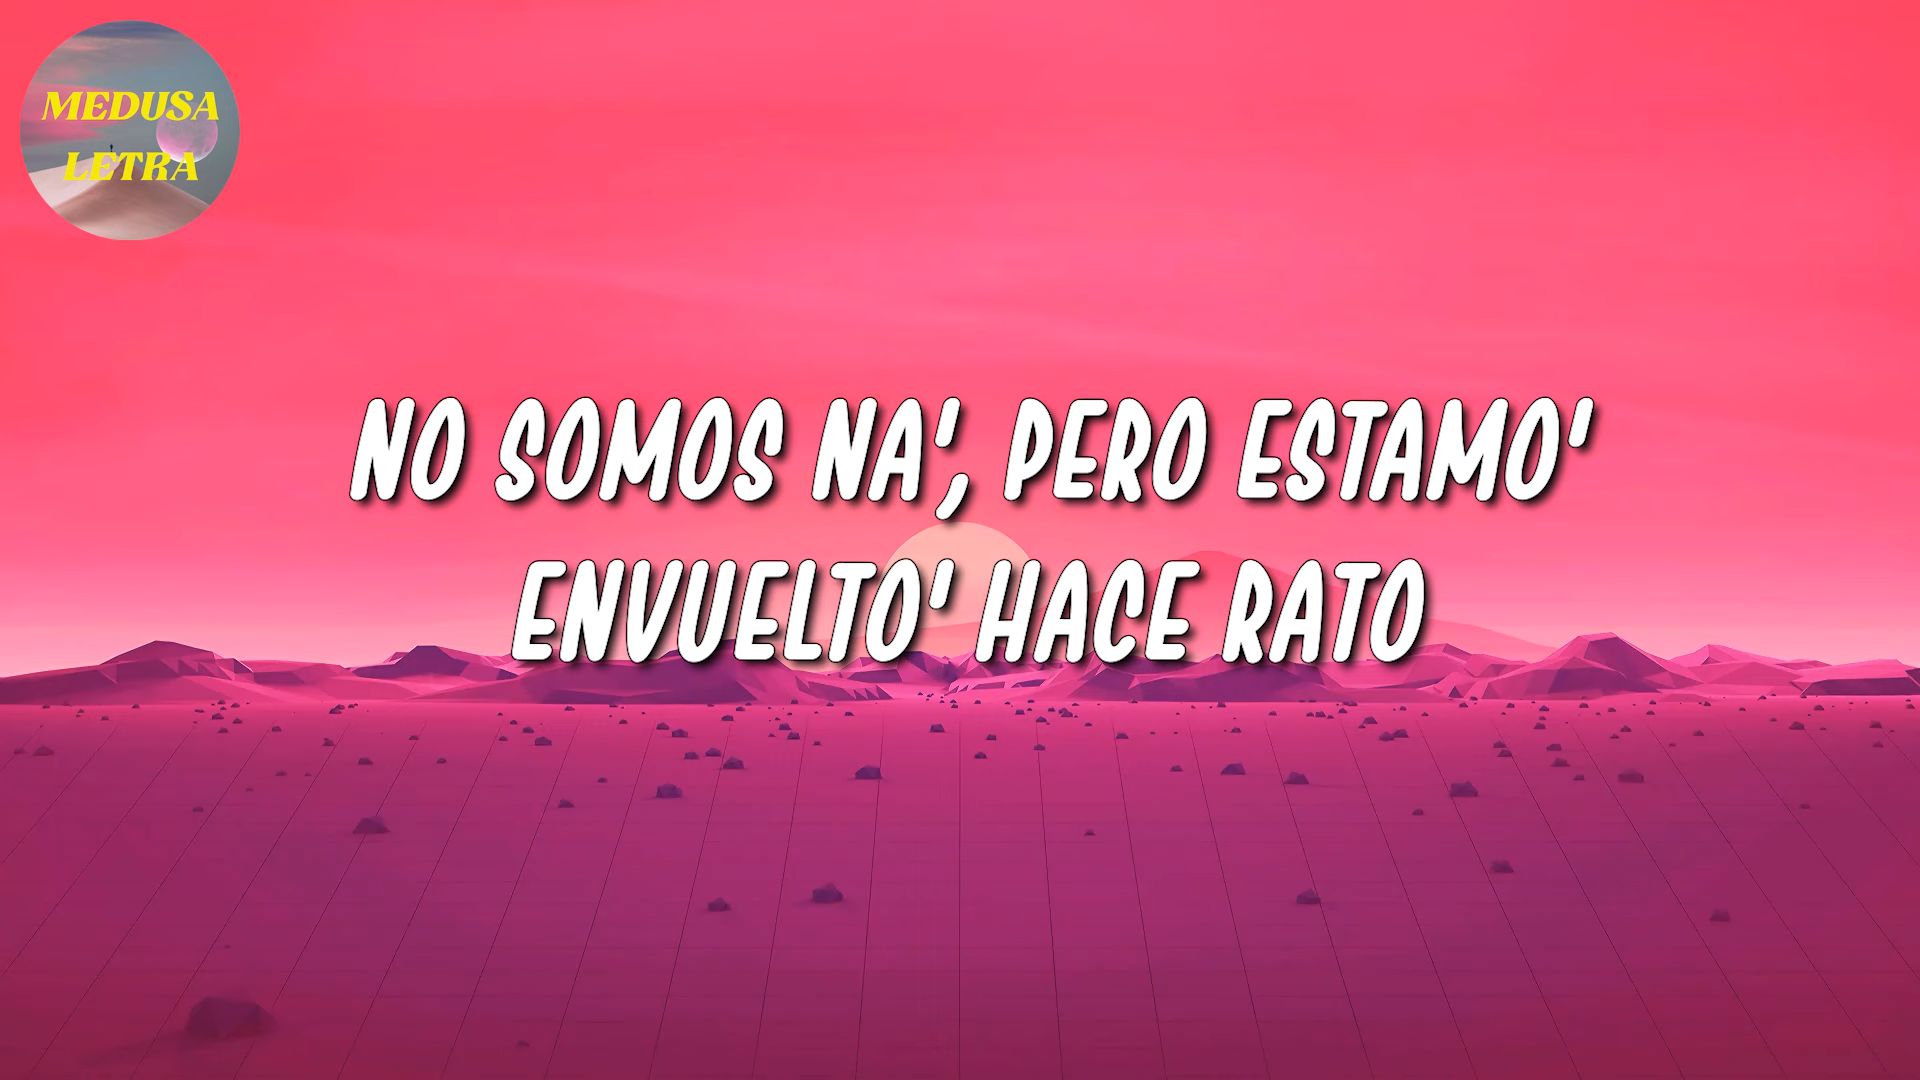 MEDUSA
LETRA
NO SOMOS NA', PERO ESTAMO'
ENVUELTO' HACE RATO